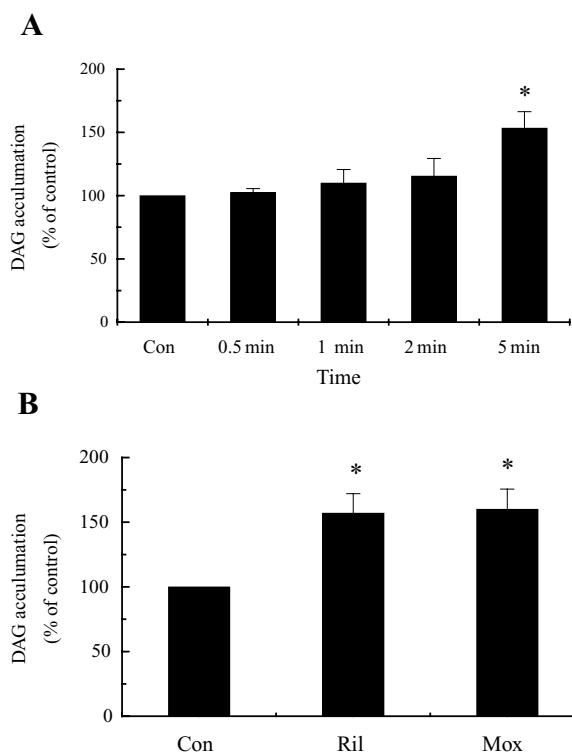 A
200
150
100
50
0
DAG acculumation
(% of control)
*
Con 0.5 min 1 min 2 min 5 min
Time
B
200
150
100
50
0
DAG acculumation
(% of control)
* *
Con Ril Mox